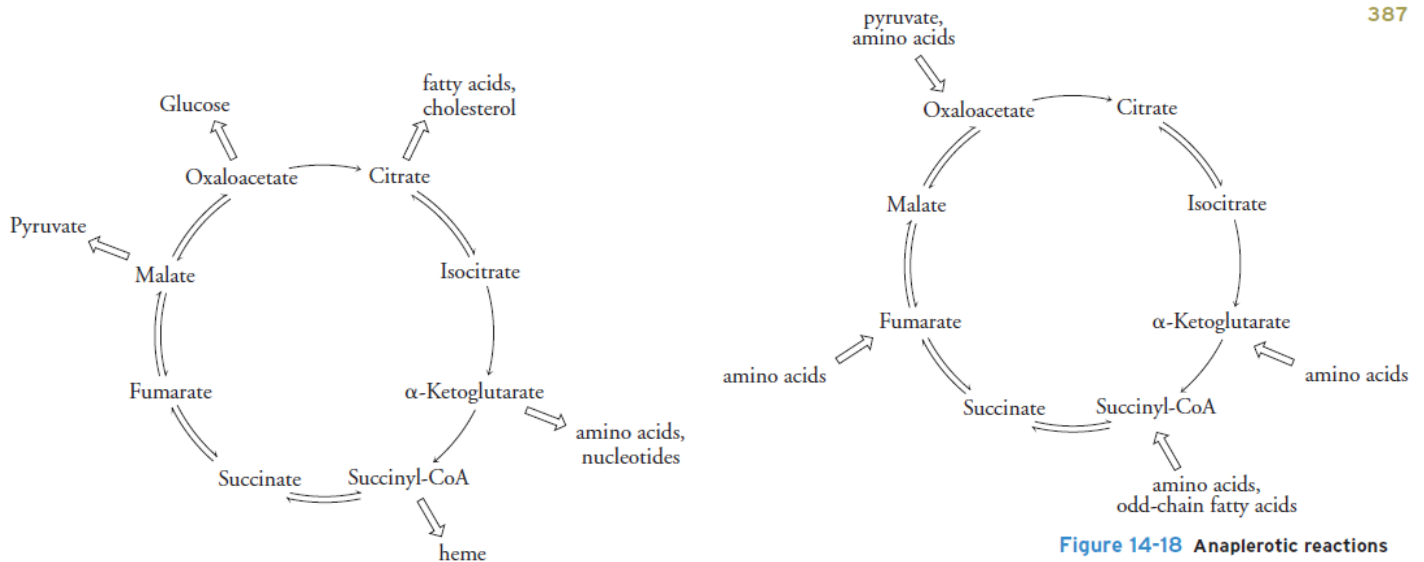 387
Glucose
fatty acids,
cholesterol
Oxaloacetate
Citrate
Pyruvate
Malate
Isocitrate
Fumarate
α-Ketoglutarate
amino acids,
nucleotides
Succinate
Succinyl-CoA
heme
pyruvate,
amino acids
Oxaloacetate
Citrate
Malate
Isocitrate
Fumarate
α-Ketoglutarate
amino acids
amino acids
Succinate
Succinyl-CoA
amino acids,
odd-chain fatty acids
Figure 14-18 Anaplerotic reactions